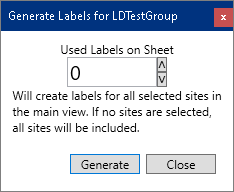 Generate Labels for LDTestGroup x
Used Labels on Sheet
0
Will create labels for all selected sites in
the main view. If no sites are selected,
all sites will be included.
Generate Close